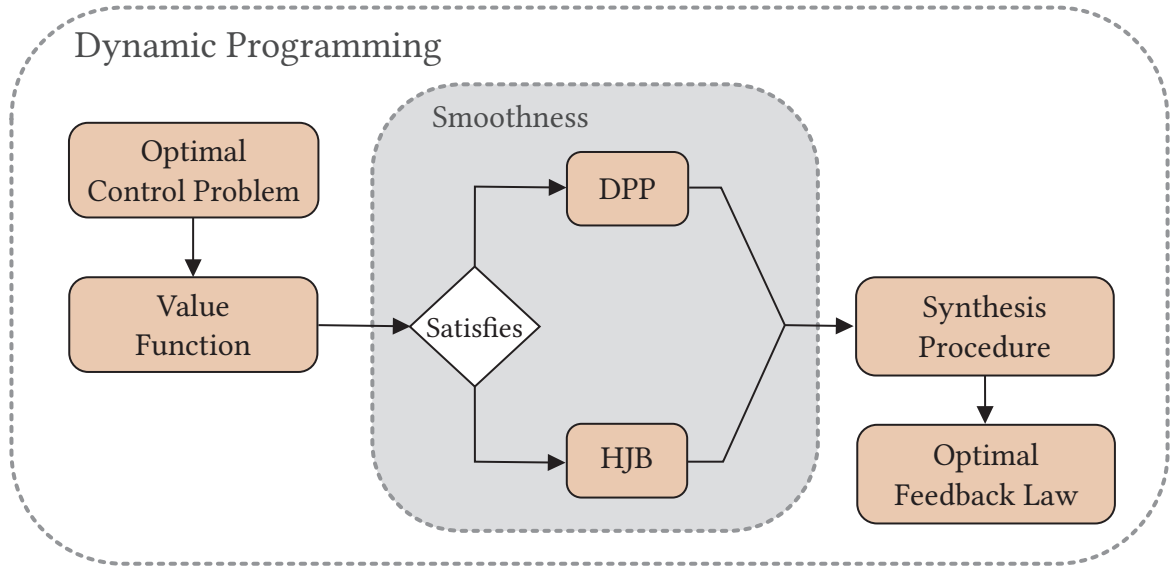 Dynamic Programming
Smoothness
Optimal
Control Problem
Value
Function
Satisfies
DPP
HJB
Synthesis
Procedure
Optimal
Feedback Law